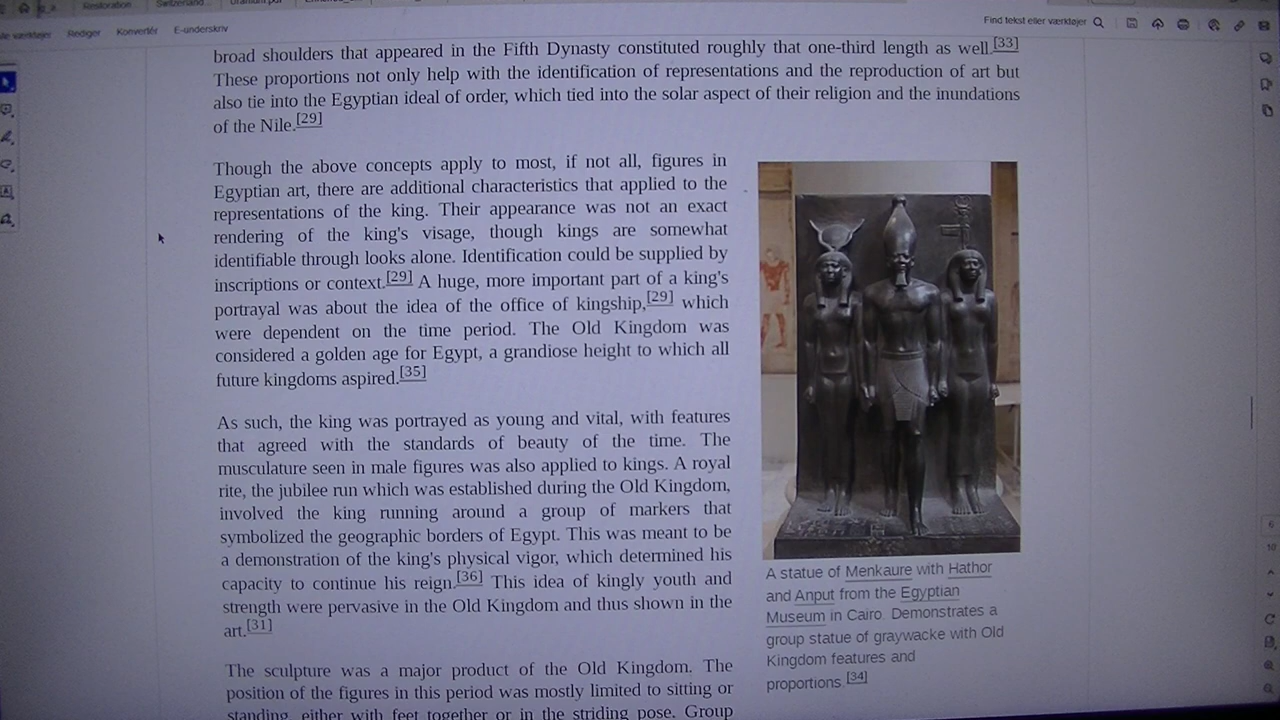 Restoration
Værktøjer Rediger Konvertér E-underskriv
Find tekst eller værktøjer
broad shoulders that appeared in the Fifth Dynasty constituted roughly that one-third length as well.[33]
These proportions not only help with the identification of representations and the reproduction of art but
also tie into the Egyptian ideal of order, which tied into the solar aspect of their religion and the inundations
of the Nile.[29]
Though the above concepts apply to most, if not all, figures in
Egyptian art, there are additional characteristics that applied to the
representations of the king. Their appearance was not an exact
rendering of the king's visage, though kings are somewhat
identifiable through looks alone. Identification could be supplied by
inscriptions or context.[29] A huge, more important part of a king's
portrayal was about the idea of the office of kingship,[29] which
were dependent on the time period. The Old Kingdom was
considered a golden age for Egypt, a grandiose height to which all
future kingdoms aspired.[35]
As such, the king was portrayed as young and vital, with features
that agreed with the standards of beauty of the time. The
musculature seen in male figures was also applied to kings. A royal
rite, the jubilee run which was established during the Old Kingdom,
involved the king running around a group of markers that
symbolized the geographic borders of Egypt. This was meant to be
a demonstration of the king's physical vigor, which determined his
capacity to continue his reign.[36] This idea of kingly youth and
strength were pervasive in the Old Kingdom and thus shown in the
art.[31]
The sculpture was a major product of the Old Kingdom. The
position of the figures in this period was mostly limited to sitting or
standing, either with feet together or in the striding pose. Group
A statue of Menkaure with Hathor
and Anput from the Egyptian
Museum in Cairo. Demonstrates a
group statue of graywacke with Old
Kingdom features and
proportions.[34]